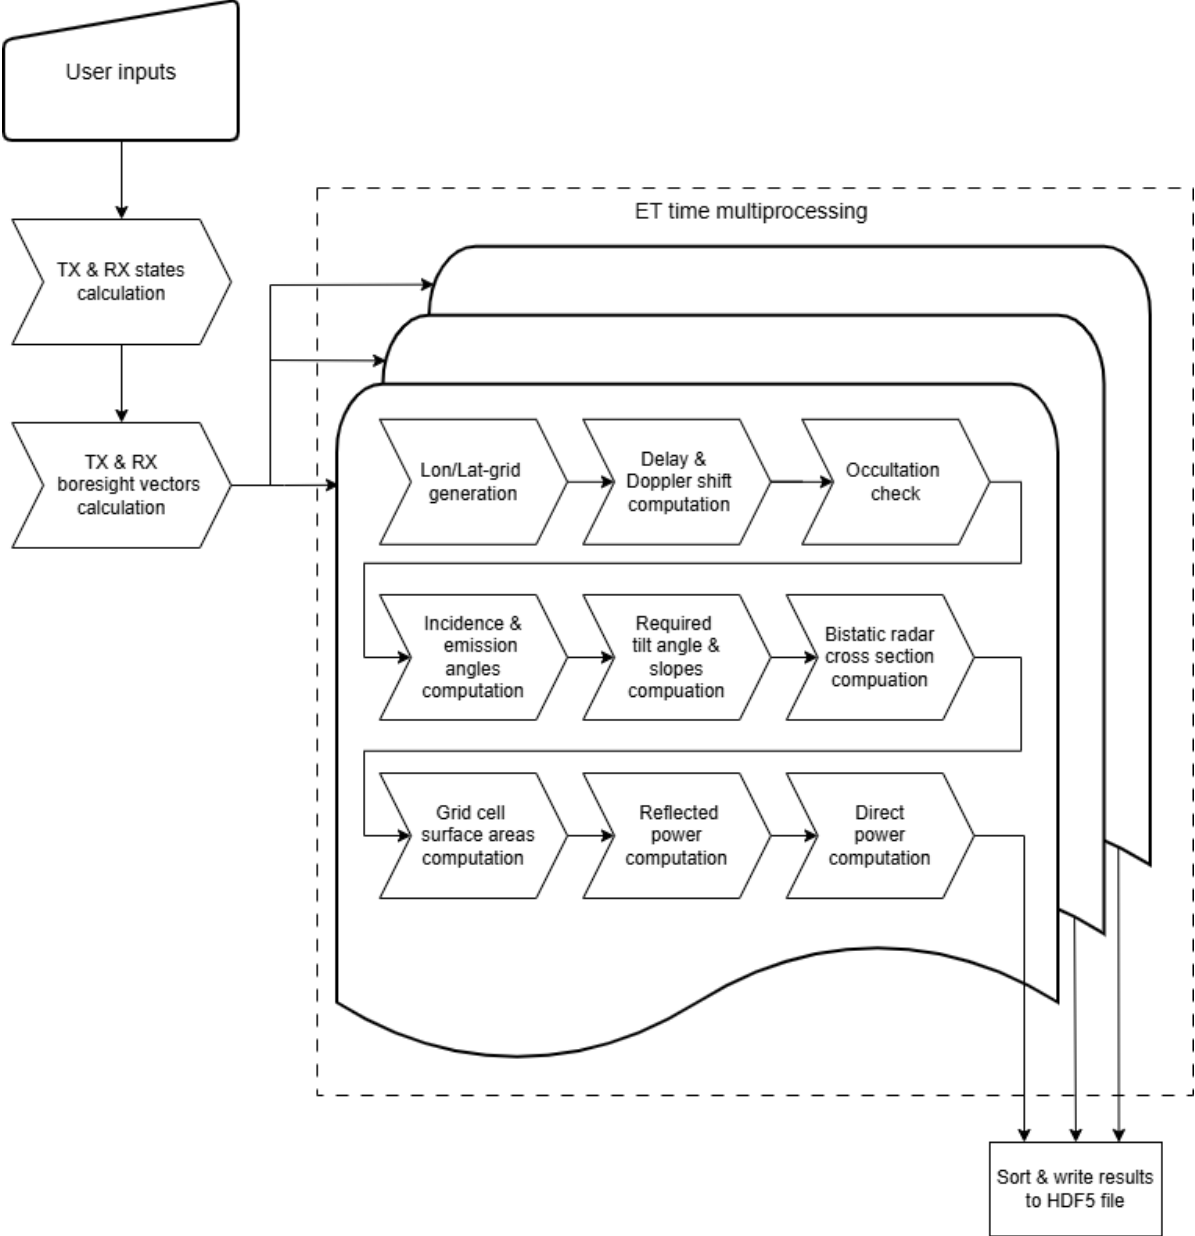 User inputs
TX & RX states
calculation
TX & RX
boresight vectors
calculation
ET time multiprocessing
Lon/Lat-grid
generation
Delay &
Doppler shift
computation
Occultation
check
Incidence &
emission
angles
computation
Required
tilt angle &
slopes
compuation
Bistatic radar
cross section
compuation
Grid cell
surface areas
computation
Reflected
power
computation
Direct
power
computation
Sort & write results
to HDF5 file